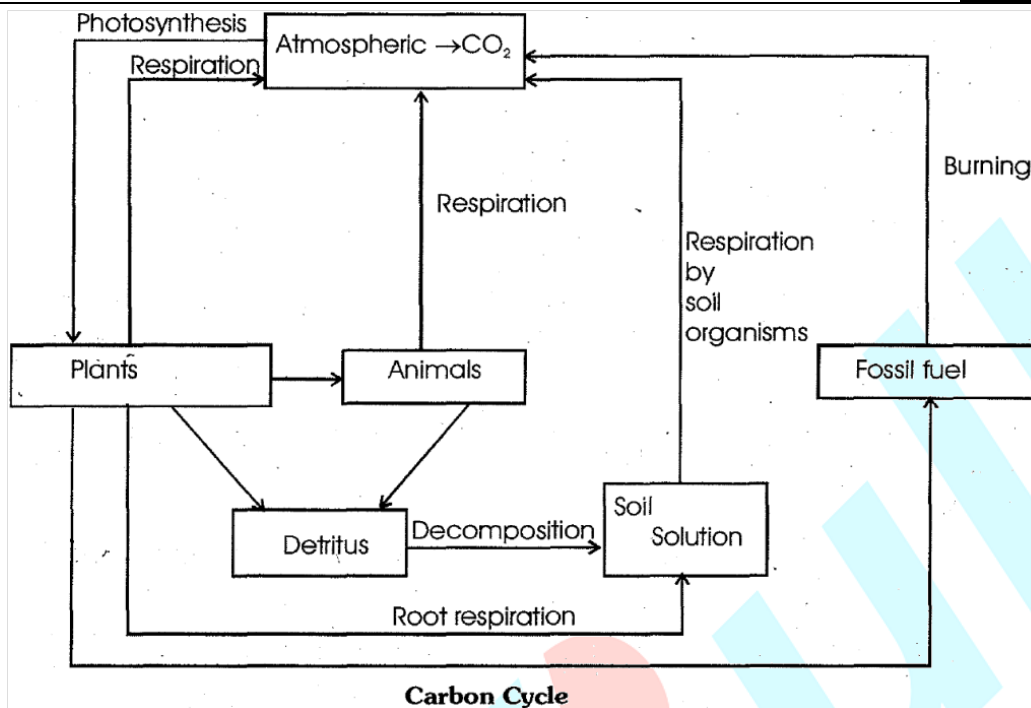 Photosynthesis
Atmospheric →CO₂
Respiration
Burning
Respiration
Respiration
by
soil
organisms
Plants
Animals
Fossil fuel
Soil
Solution
Detritus
Decomposition
Root respiration
Carbon Cycle